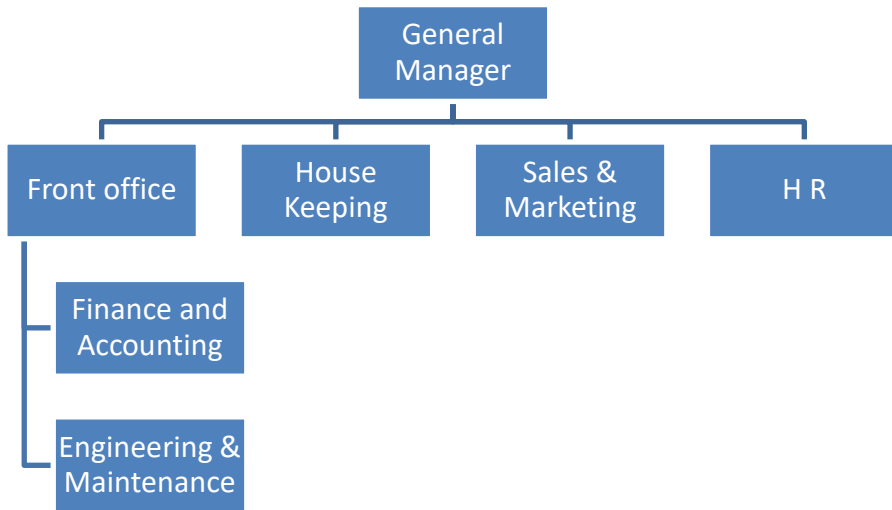 General
Manager
Front office
House
Keeping
Sales &
Marketing
H R
Finance and
Accounting
Engineering &
Maintenance